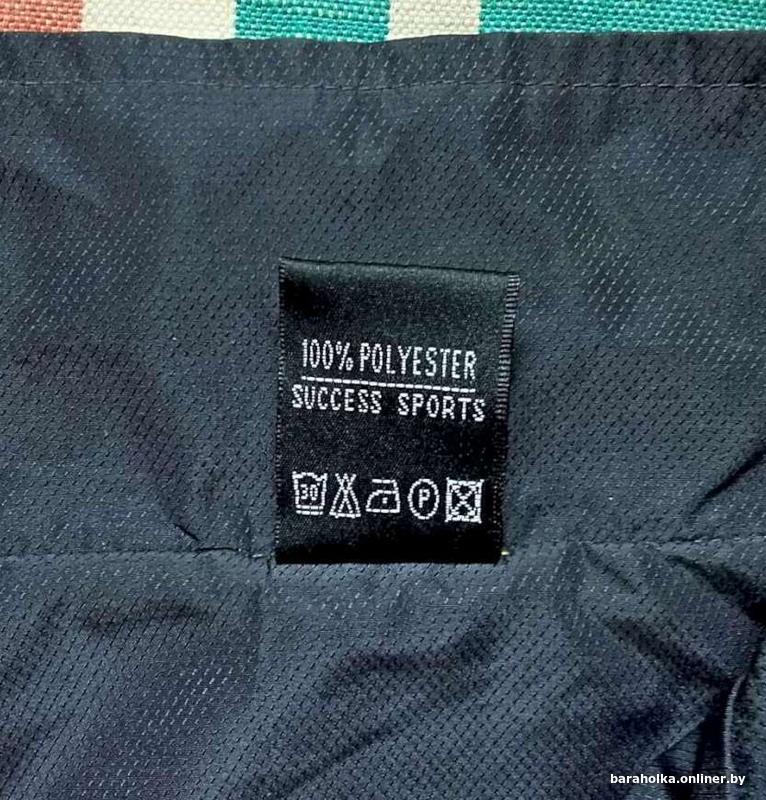 100% POLYESTER
SUCCESS SPORTS
30
P
baraholka.onliner.by